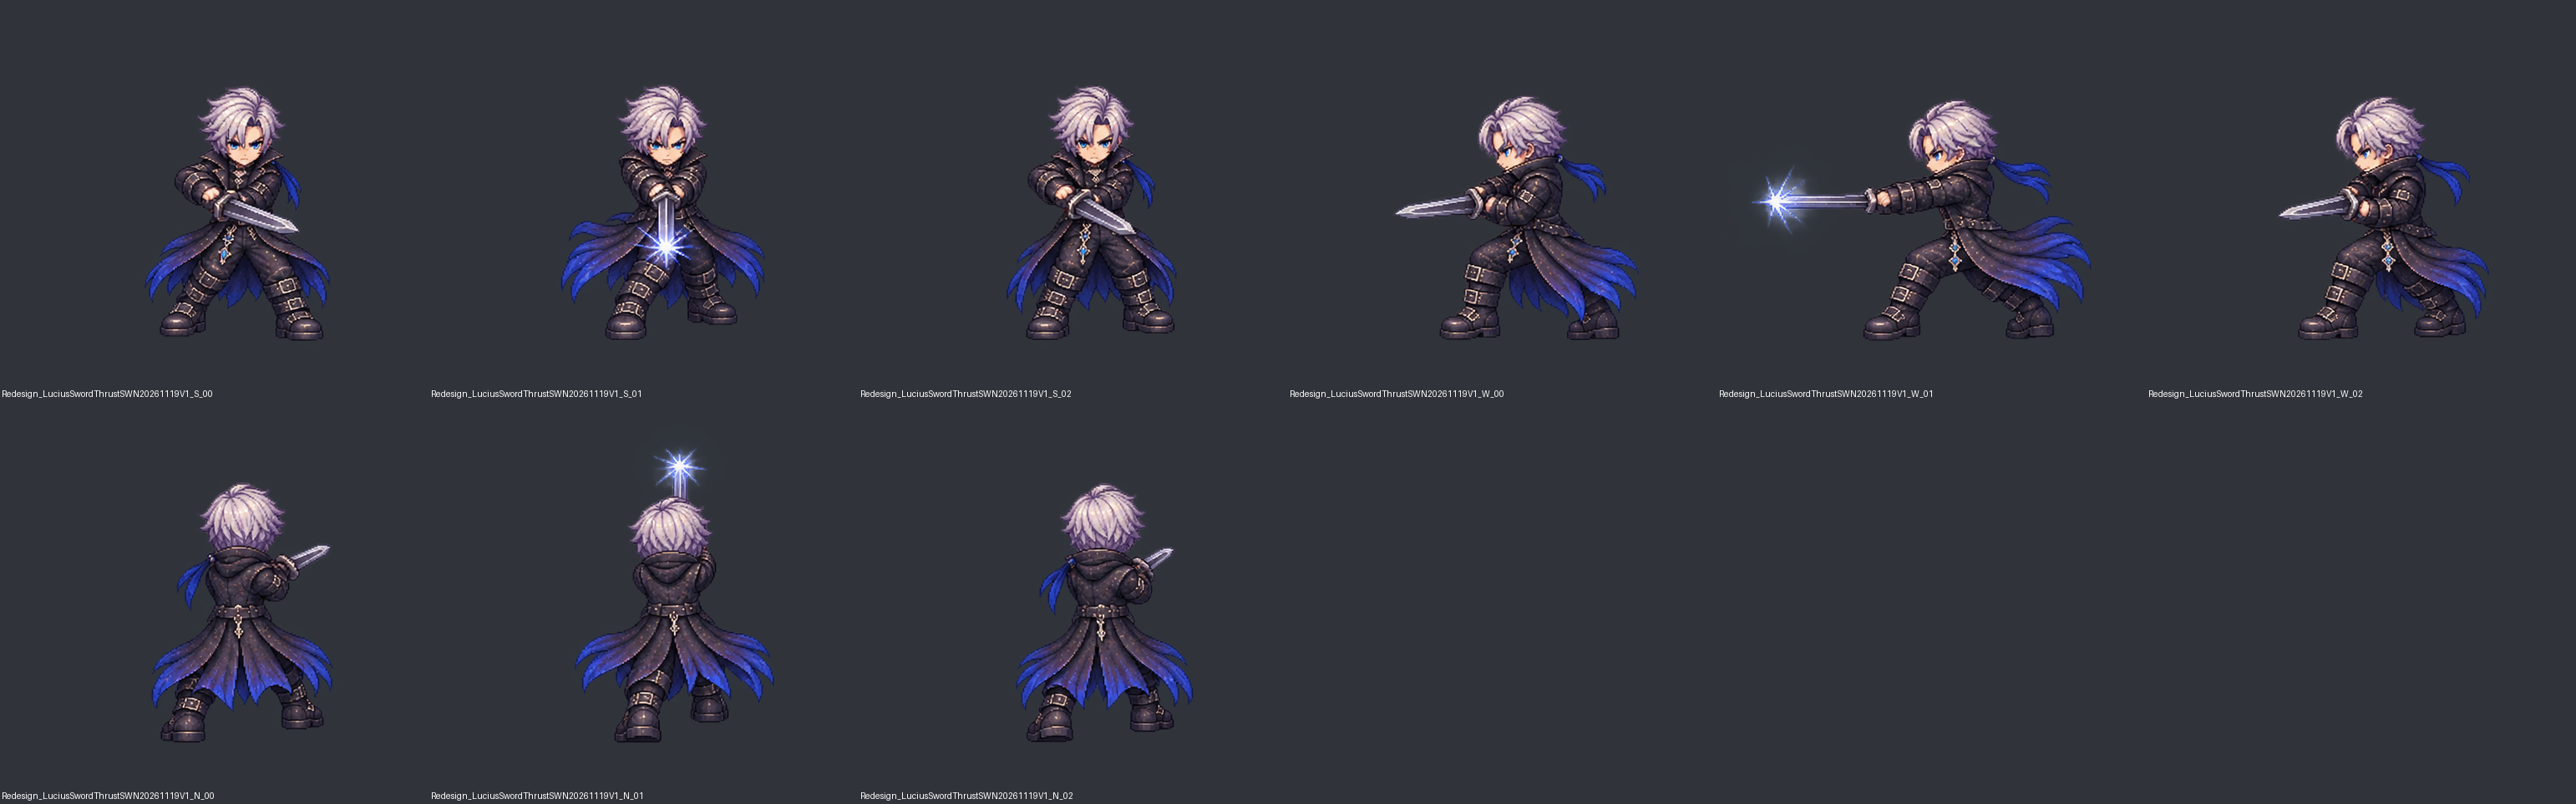 Redesign_LuciusSwordThrustSWN20261119V1_S_00
Redesign_LuciusSwordThrustSWN20261119V1_S_01
Redesign_LuciusSwordThrustSWN20261119V1_S_02
Redesign_LuciusSwordThrustSWN20261119V1_W_00
Redesign_LuciusSwordThrustSWN20261119V1_W_01
Redesign_LuciusSwordThrustSWN20261119V1_W_02
Redesign_LuciusSwordThrustSWN20261119V1_N_00
Redesign_LuciusSwordThrustSWN20261119V1_N_01
Redesign_LuciusSwordThrustSWN20261119V1_N_02